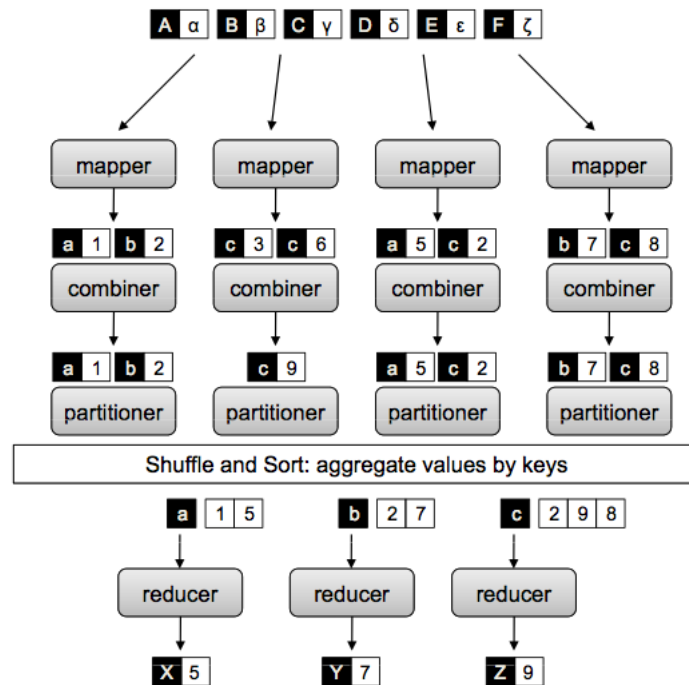 A α B β C γ D δ E ε F ζ
mapper mapper mapper mapper
a 1 b 2 c 3 c 6 a 5 c 2 b 7 c 8
combiner combiner combiner combiner
a 1 b 2 c 9 a 5 c 2 b 7 c 8
partitioner partitioner partitioner partitioner
Shuffle and Sort: aggregate values by keys
a 1 5 b 2 7 c 2 9 8
reducer reducer reducer
X 5 Y 7 Z 9